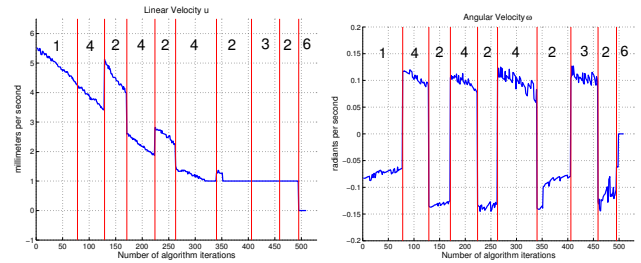 Linear Velocity u
6
5
4
3
2
1
0
−1
millimetres per second
1 4 2 4 2 4 2 3 2 6
0 50 100 150 200 250 300 350 400 450 500
Number of algorithm iterations
Angular Velocity ω
0.2
0.15
0.1
0.05
0
−0.05
−0.1
−0.15
−0.2
radiants per second
1 4 2 4 2 4 2 3 2 6
0 50 100 150 200 250 300 350 400 450 500
Number of algorithm iterations